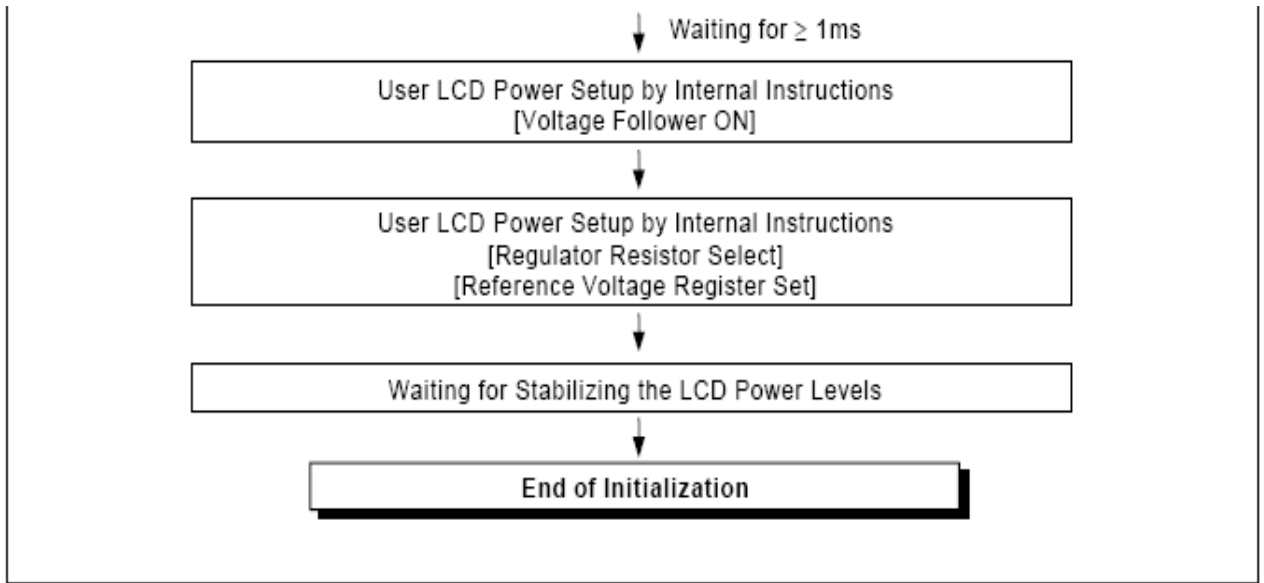 Waiting for ≥ 1ms
User LCD Power Setup by Internal Instructions
[Voltage Follower ON]
User LCD Power Setup by Internal Instructions
[Regulator Resistor Select]
[Reference Voltage Register Set]
Waiting for Stabilizing the LCD Power Levels
End of Initialization